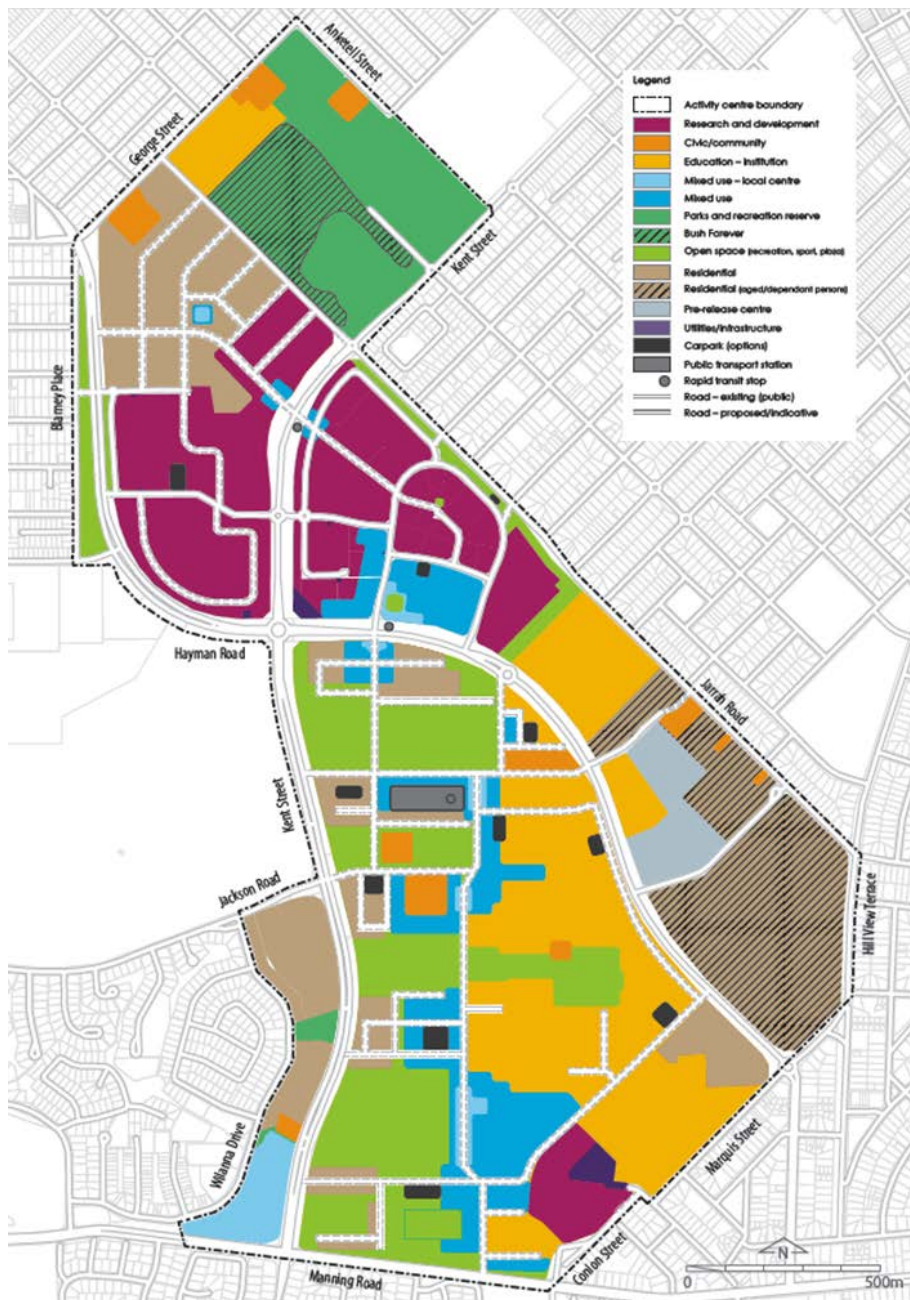 Anketell Street
George Street
Kent Street
Blamey Place
Hayman Road
Jarrah Road
Kent Street
Jackson Road
Hill View Terrace
Wilanna Drive
Marquis Street
Conlon Street
Manning Road
Legend
Activity centre boundary
Research and development
Civic/community
Education – institution
Mixed use – local centre
Mixed use
Parks and recreation reserve
Bush Forever
Open space (recreation, sport, plaza)
Residential
Residential (aged/dependant persons)
Pre-release centre
Utilities/infrastructure
Carpark (options)
Public transport station
Rapid transit stop
Road – existing (public)
Road – proposed/indicative
N
0 500m